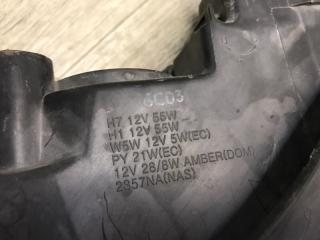 6CD3
H7 12V 55W
H1 12V 55W
W5W 12V 5W(EC)
PY 21W(EC)
12V 28/8W AMBER(DOM)
2357NA(NAS)